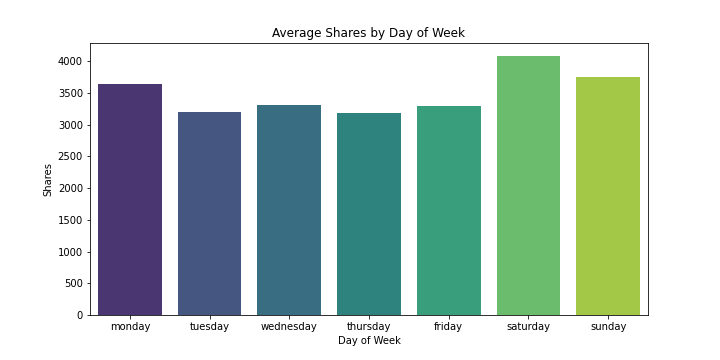 Average Shares by Day of Week
Shares
4000
3500
3000
2500
2000
1500
1000
500
0
monday tuesday wednesday thursday friday saturday sunday
Day of Week